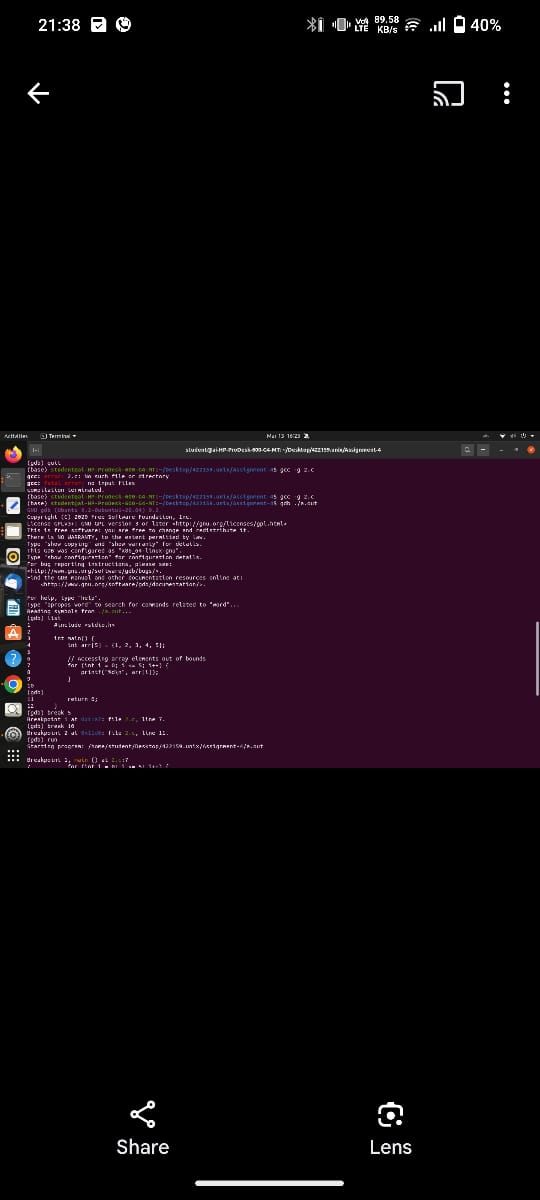 21:38
VoLTE 89.58 KB/s 40%
Activities Terminal Mar 13 16:23
student@ai-HP-ProDesk-600-G4-MT: ~/Desktop/422159.unix/Assignment-4
(gdb) quit
(base) student@ai-HP-ProDesk-600-G4-MT:~/Desktop/422159.unix/Assignment-4$ gcc -g 2.c
gcc: error: 2.c: No such file or directory
gcc: fatal error: no input files
compilation terminated.
(base) student@ai-HP-ProDesk-600-G4-MT:~/Desktop/422159.unix/Assignment-4$ gcc -g 2.c
(base) student@ai-HP-ProDesk-600-G4-MT:~/Desktop/422159.unix/Assignment-4$ gdb ./a.out
GNU gdb (Ubuntu 9.2-0ubuntu1~20.04) 9.2
Copyright (C) 2020 Free Software Foundation, Inc.
License GPLv3+: GNU GPL version 3 or later <http://gnu.org/licenses/gpl.html>
This is free software: you are free to change and redistribute it.
There is NO WARRANTY, to the extent permitted by law.
Type "show copying" and "show warranty" for details.
This GDB was configured as "x86_64-linux-gnu".
Type "show configuration" for configuration details.
For bug reporting instructions, please see:
<http://www.gnu.org/software/gdb/bugs/>.
Find the GDB manual and other documentation resources online at:
<http://www.gnu.org/software/gdb/documentation/>.
For help, type "help".
Type "apropos word" to search for commands related to "word"...
Reading symbols from ./a.out...
(gdb) list
1 #include <stdio.h>
2
3 int main() {
4 int arr[5] = {1, 2, 3, 4, 5};
5
6 // Accessing array elements out of bounds
7 for (int i = 0; i <= 5; i++) {
8 printf("%d\n", arr[i]);
9 }
10
(gdb)
11 return 0;
12 }
(gdb) break 5
Breakpoint 1 at file 2.c, line 7.
(gdb) break 10
Breakpoint 2 at file 2.c, line 11.
(gdb) run
Starting program: /home/student/Desktop/422159.unix/Assignment-4/a.out
Breakpoint 1, main () at 2.c:7
7 for (int i = 0; i <= 5; i++) {
Share
Lens